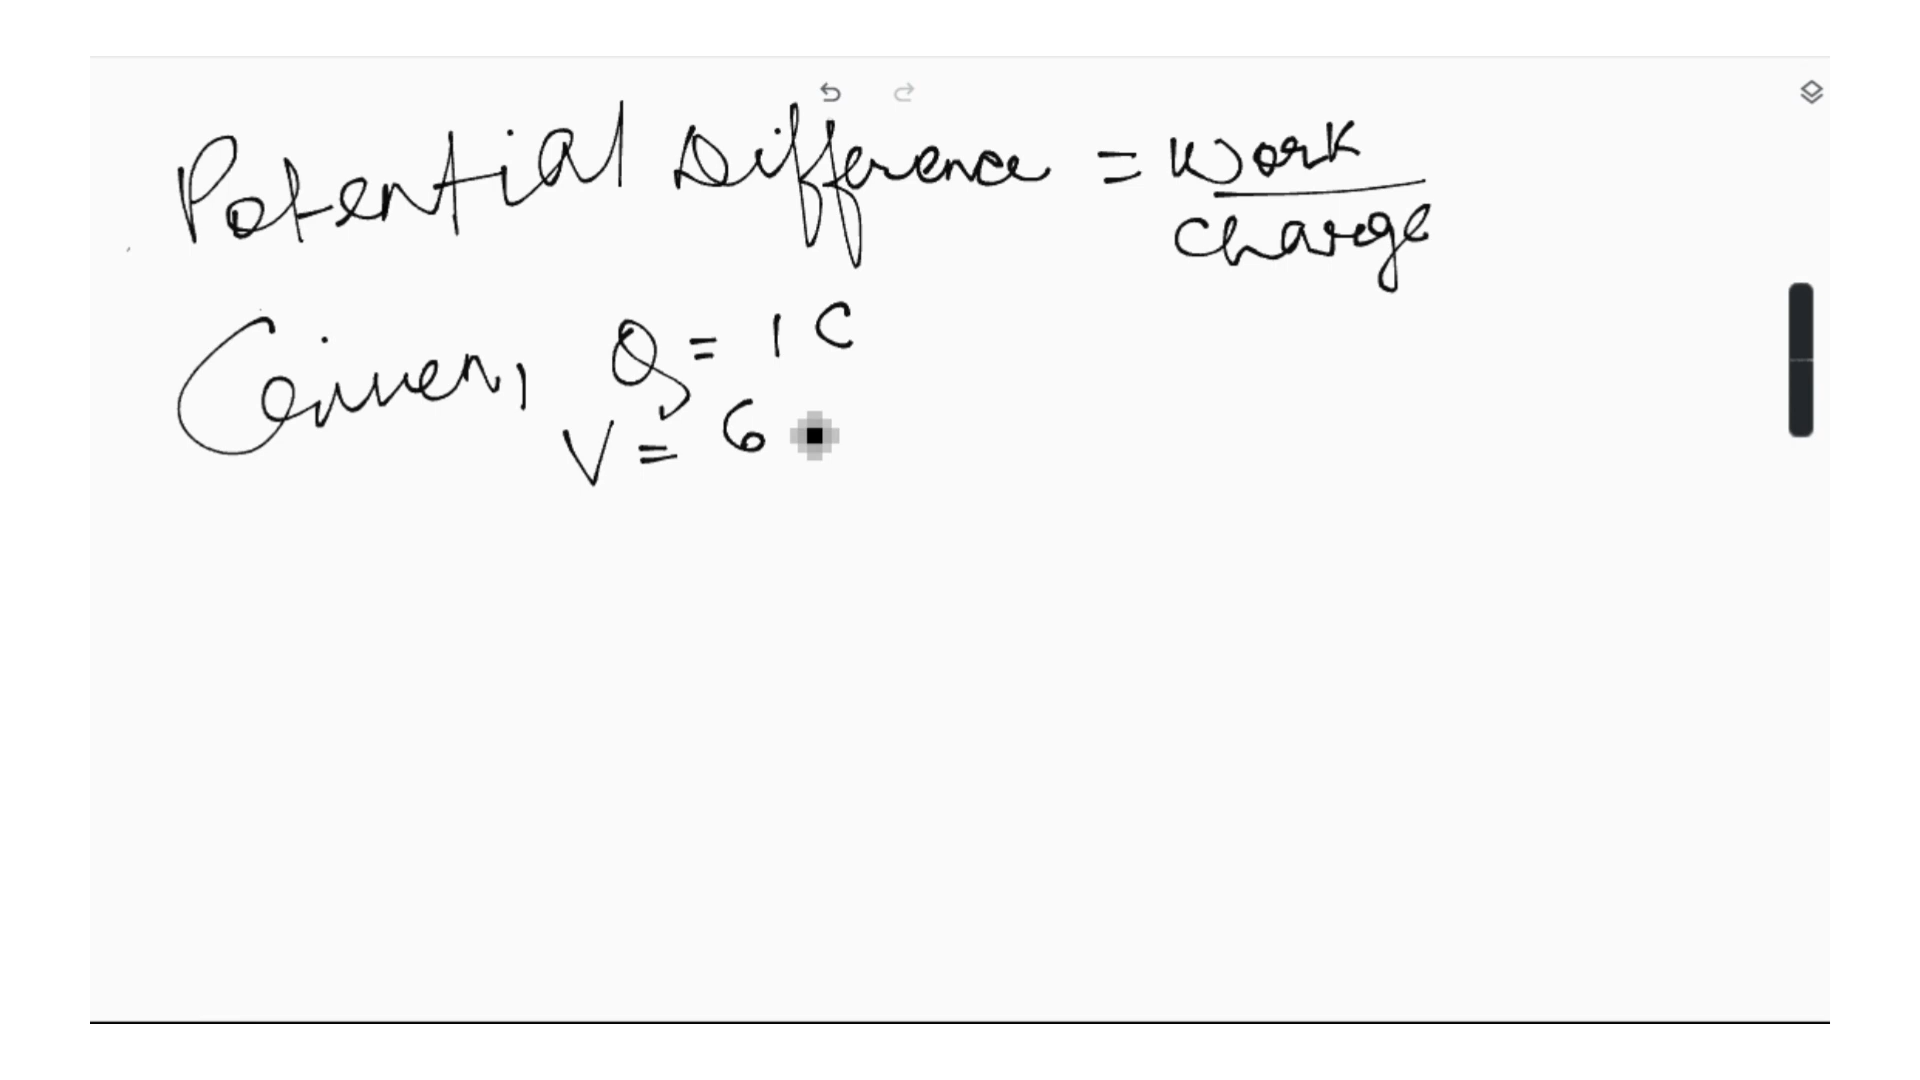 Potential Difference = Work
charge
Given, Q = 1 C
V = 6